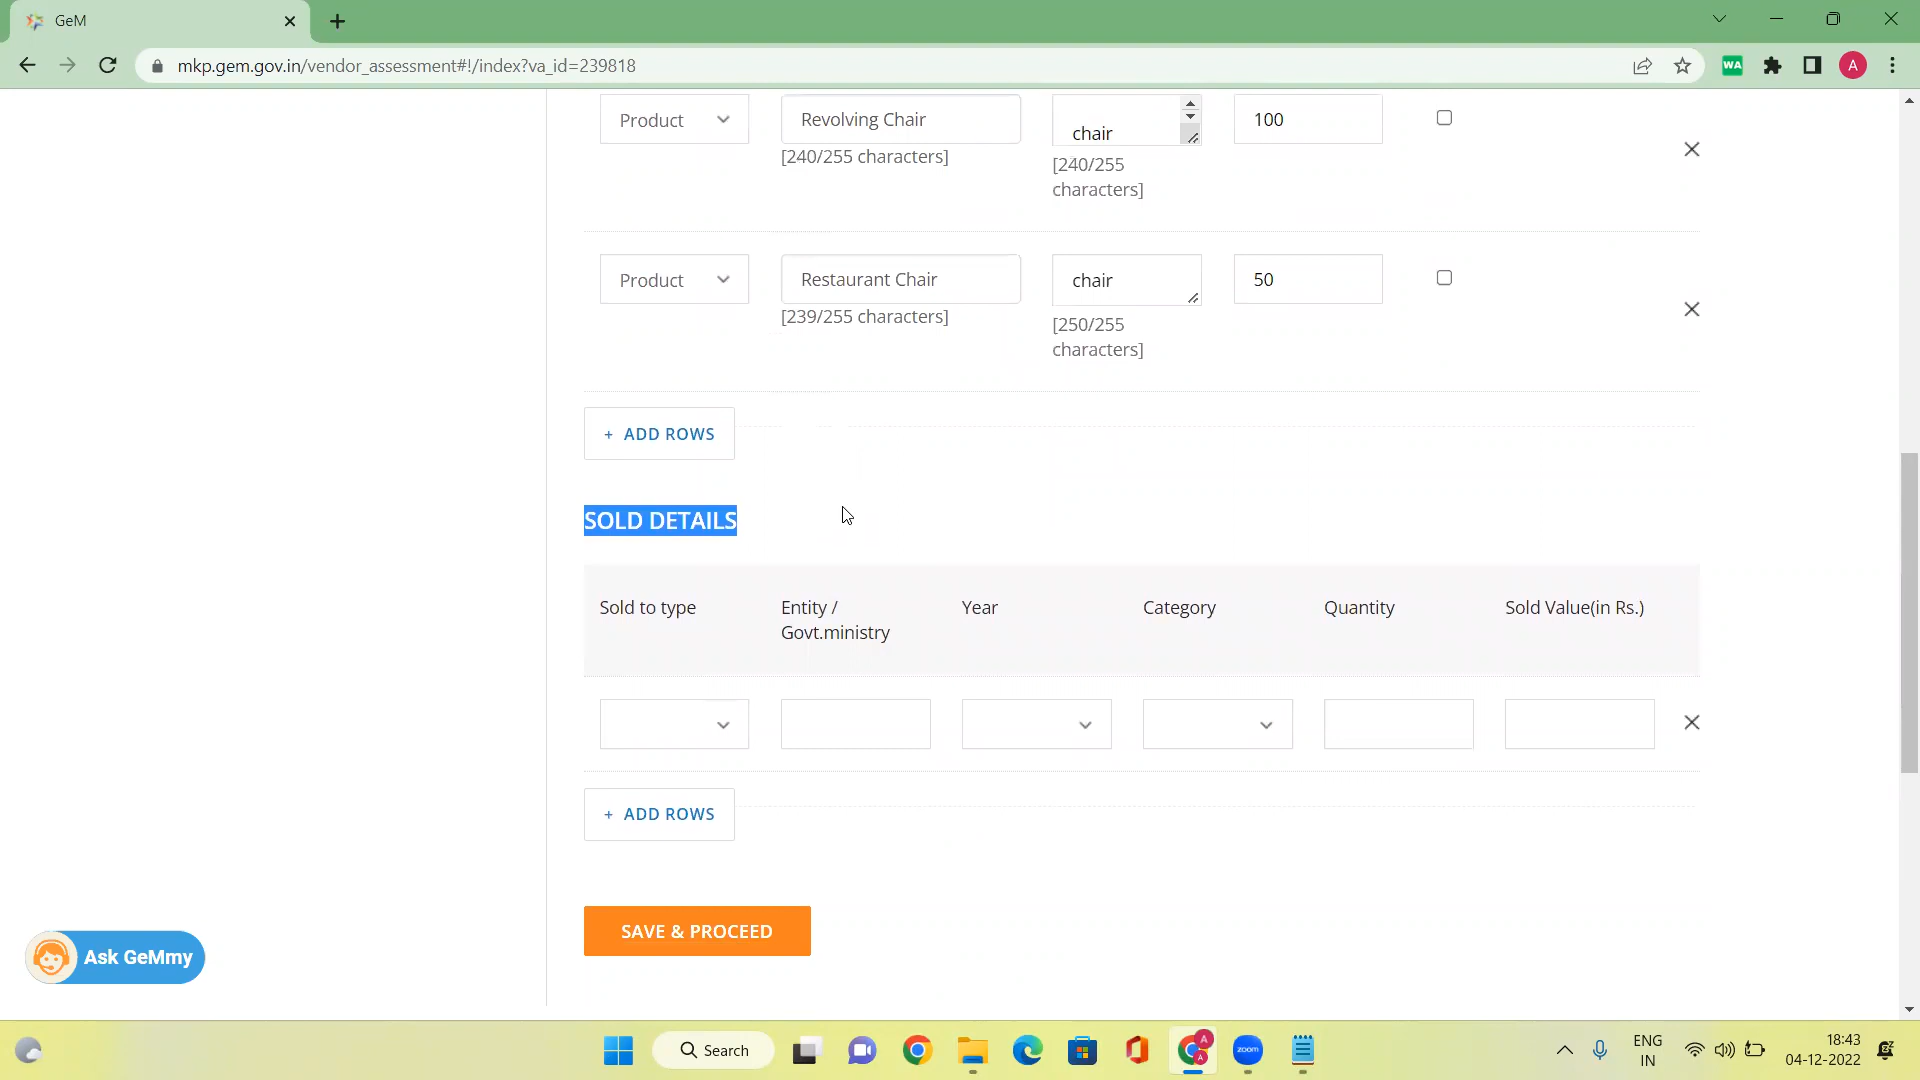 GeM
mkp.gem.gov.in/vendor_assessment#!/index?va_id=239818
WA
A
Product
Revolving Chair
chair
100
[240/255 characters]
[240/255
characters]
Product
Restaurant Chair
chair
50
[239/255 characters]
[250/255
characters]
+ ADD ROWS
SOLD DETAILS
Sold to type
Entity /
Govt.ministry
Year
Category
Quantity
Sold Value(in Rs.)
+ ADD ROWS
SAVE & PROCEED
Ask GeMmy
Search
A
A
zoom
ENG
IN
18:43
04-12-2022